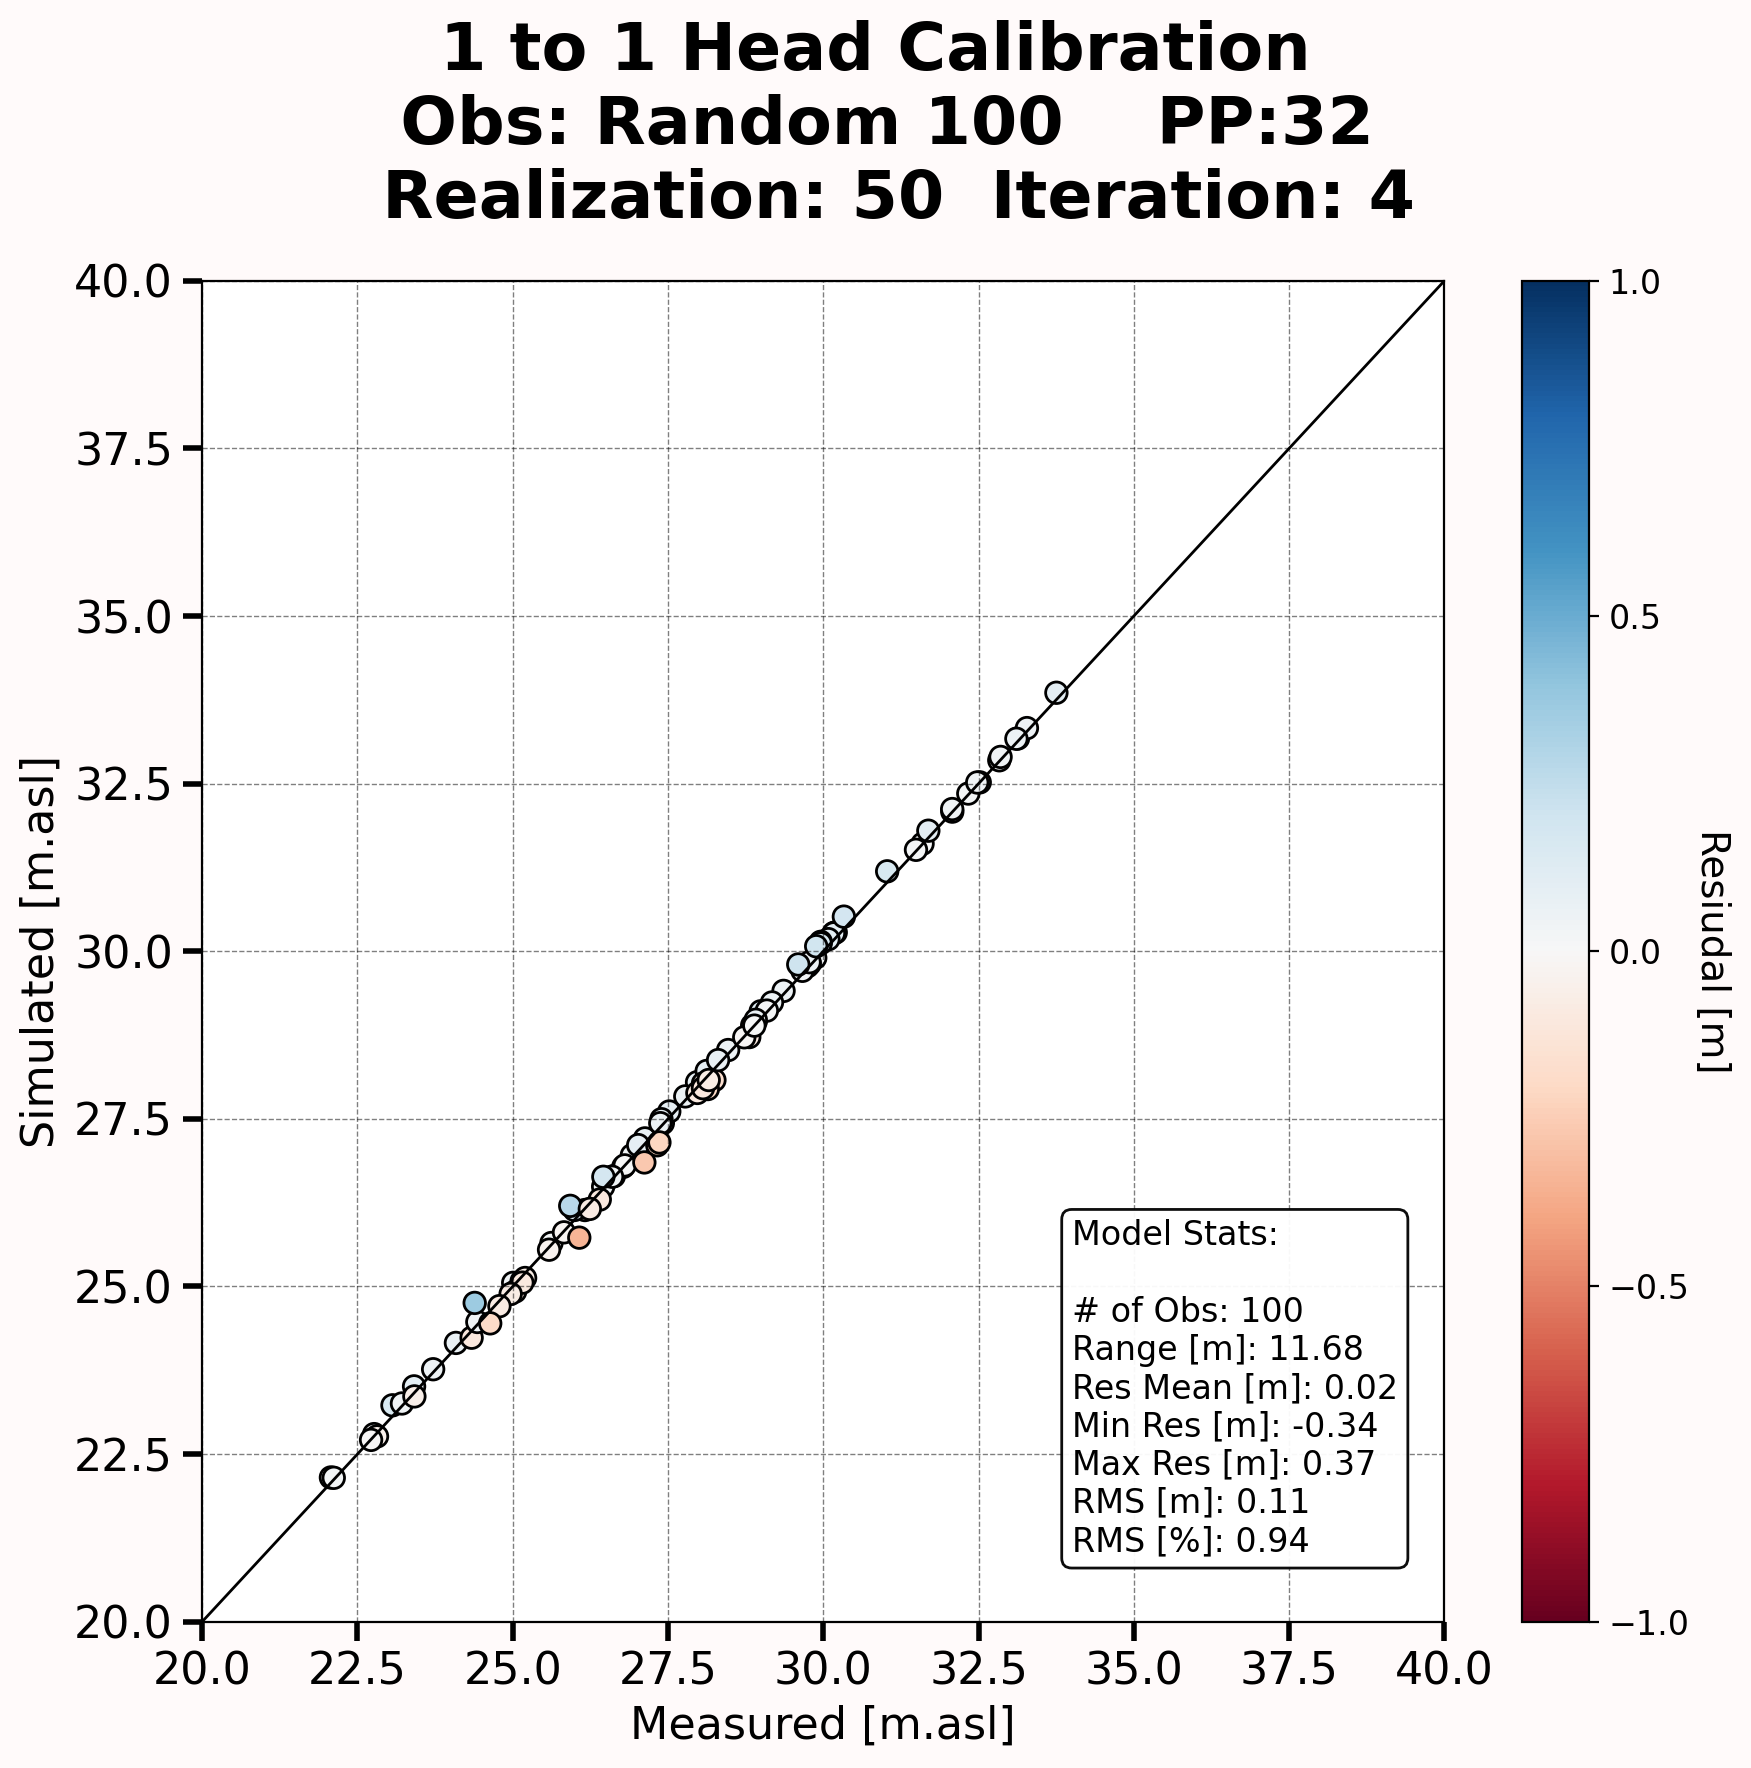 1 to 1 Head Calibration
Obs: Random 100 PP:32
Realization: 50 Iteration: 4
40.0
37.5
35.0
32.5
30.0
27.5
25.0
22.5
20.0
Simulated [m.asl]
20.0 22.5 25.0 27.5 30.0 32.5 35.0 37.5 40.0
Measured [m.asl]
Model Stats:
# of Obs: 100
Range [m]: 11.68
Res Mean [m]: 0.02
Min Res [m]: -0.34
Max Res [m]: 0.37
RMS [m]: 0.11
RMS [%]: 0.94
1.0
0.5
0.0
−0.5
−1.0
Resiudal [m]